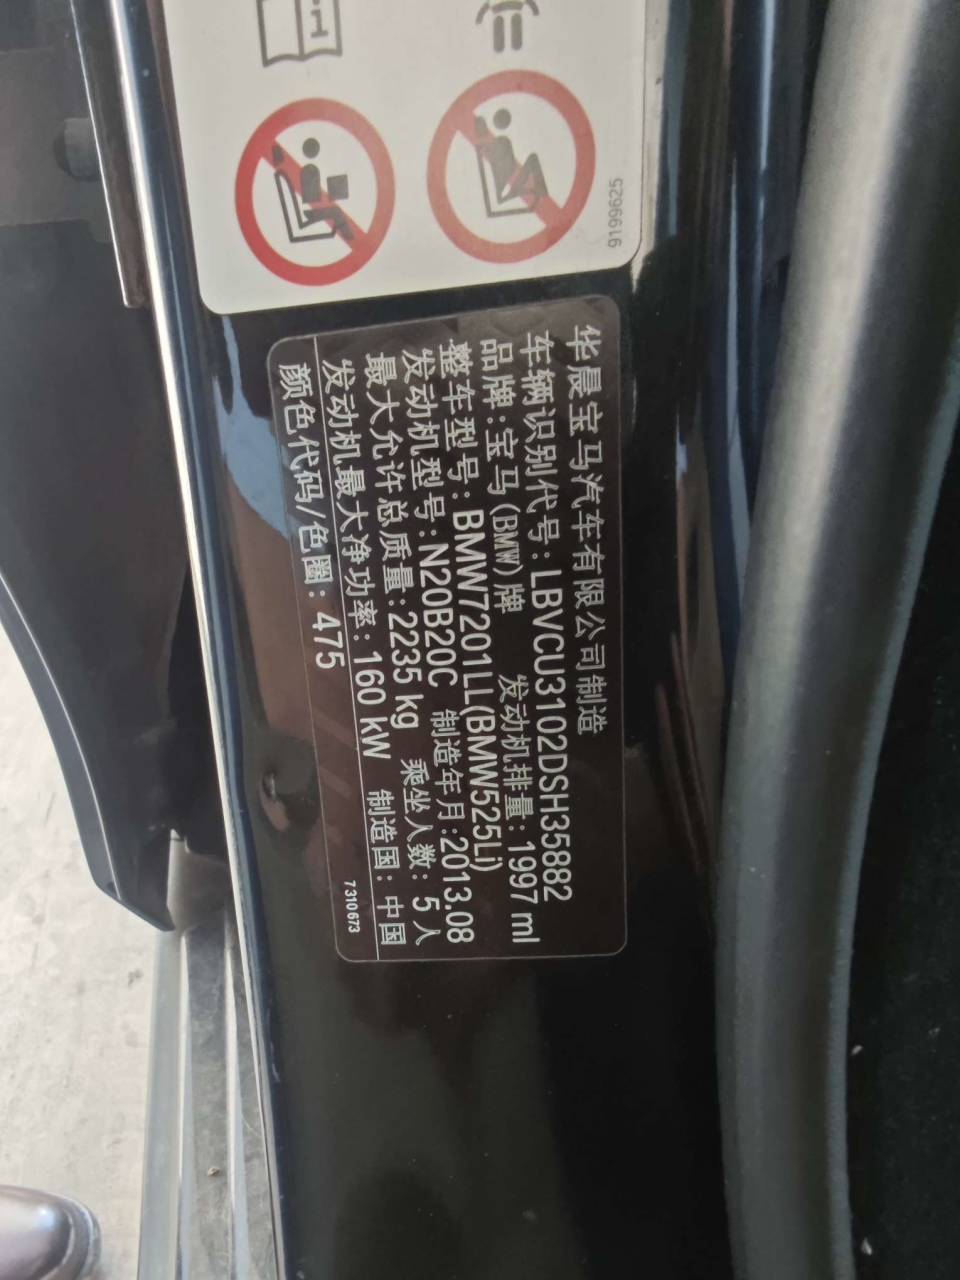 9199625
华晨宝马汽车有限公司制造
车辆识别代号:LBVCU3102DSH35882
品牌:宝马(BMW)牌 发动机排量:1997 ml
整车型号:BMW7201LL(BMW525Li)
发动机型号:N20B20C 制造年月:2013.08
最大允许总质量:2235 kg 乘坐人数:5人
发动机最大净功率:160 kW
颜色代码/色圈:475 制造国:中国
7310673